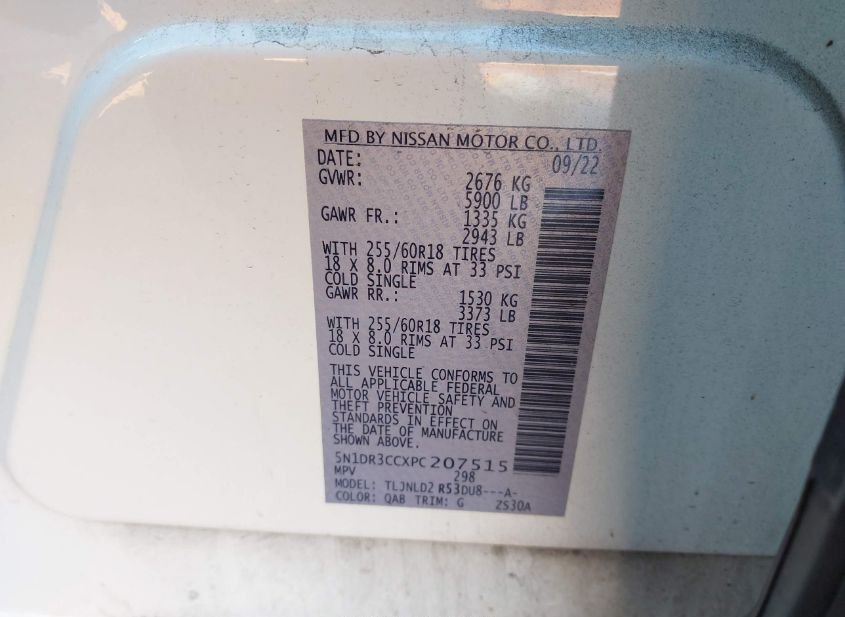 MFD BY NISSAN MOTOR CO., LTD.
DATE: 09/22
GVWR: 2676 KG
5900 LB
GAWR FR.: 1335 KG
2943 LB
WITH 255/60R18 TIRES
18 X 8.0 RIMS AT 33 PSI
COLD SINGLE
GAWR RR.: 1530 KG
3373 LB
WITH 255/60R18 TIRES
18 X 8.0 RIMS AT 33 PSI
COLD SINGLE
THIS VEHICLE CONFORMS TO
ALL APPLICABLE FEDERAL
MOTOR VEHICLE SAFETY AND
THEFT PREVENTION
STANDARDS IN EFFECT ON
THE DATE OF MANUFACTURE
SHOWN ABOVE.
5N1DR3CCXPC207515
MPV 298
MODEL: TLJNLD2 R53DU8---A-
COLOR: QAB TRIM: G ZS30A